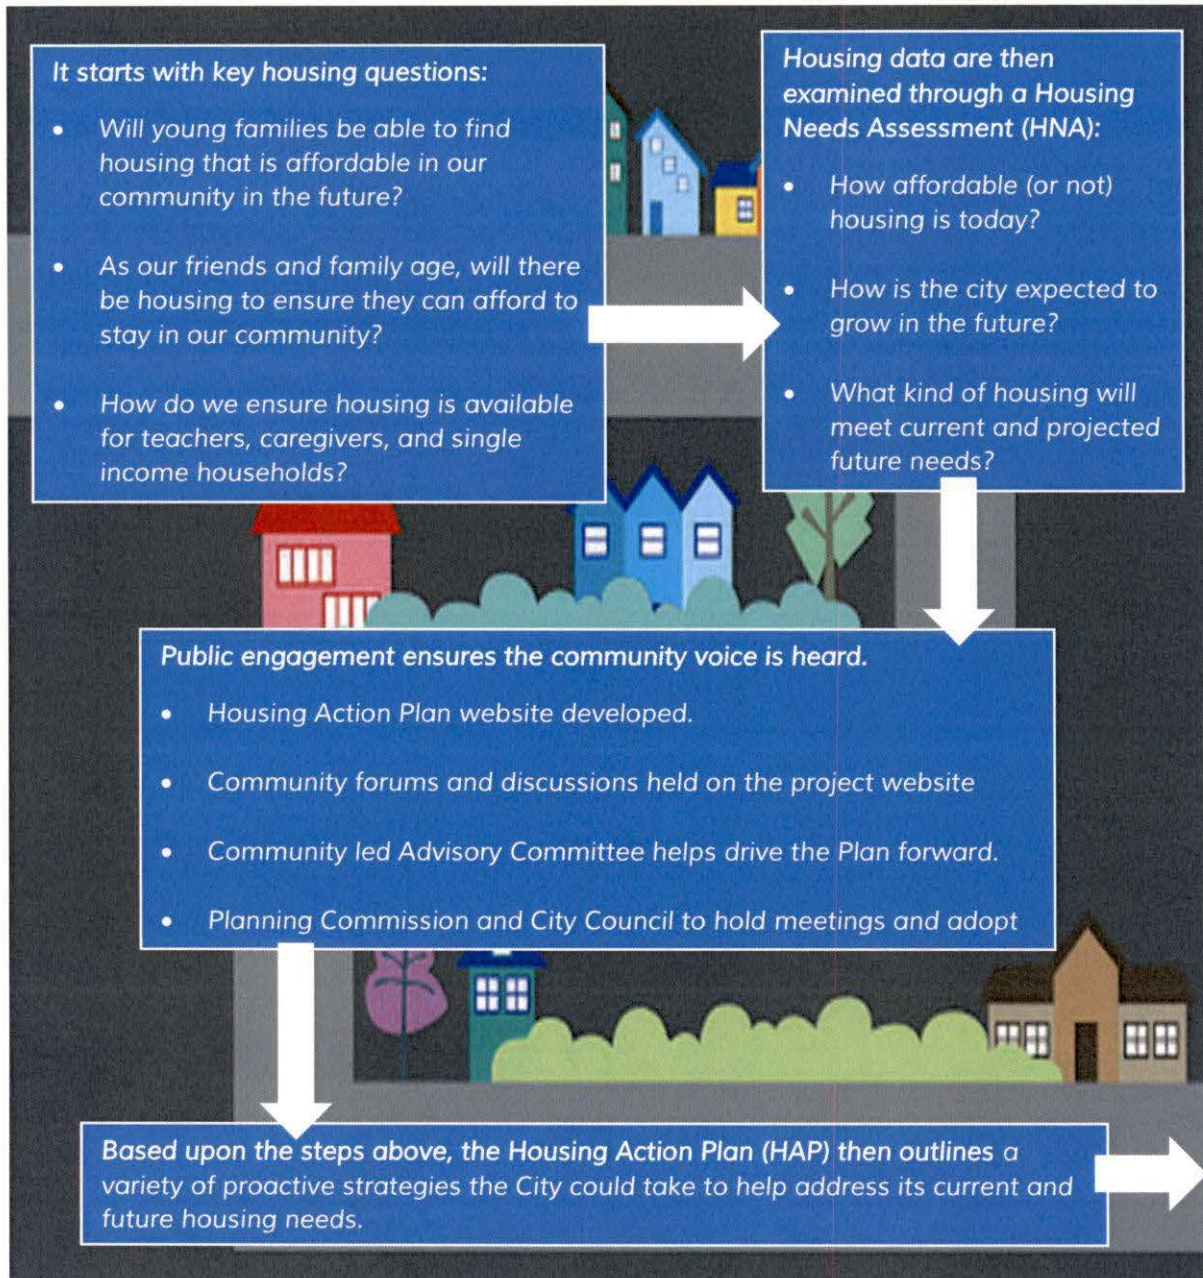 It starts with key housing questions:
• Will young families be able to find
housing that is affordable in our
community in the future?
• As our friends and family age, will there
be housing to ensure they can afford to
stay in our community?
• How do we ensure housing is available
for teachers, caregivers, and single
income households?
Housing data are then
examined through a Housing
Needs Assessment (HNA):
• How affordable (or not)
housing is today?
• How is the city expected to
grow in the future?
• What kind of housing will
meet current and projected
future needs?
Public engagement ensures the community voice is heard.
• Housing Action Plan website developed.
• Community forums and discussions held on the project website
• Community led Advisory Committee helps drive the Plan forward.
• Planning Commission and City Council to hold meetings and adopt
Based upon the steps above, the Housing Action Plan (HAP) then outlines a
variety of proactive strategies the City could take to help address its current and
future housing needs.